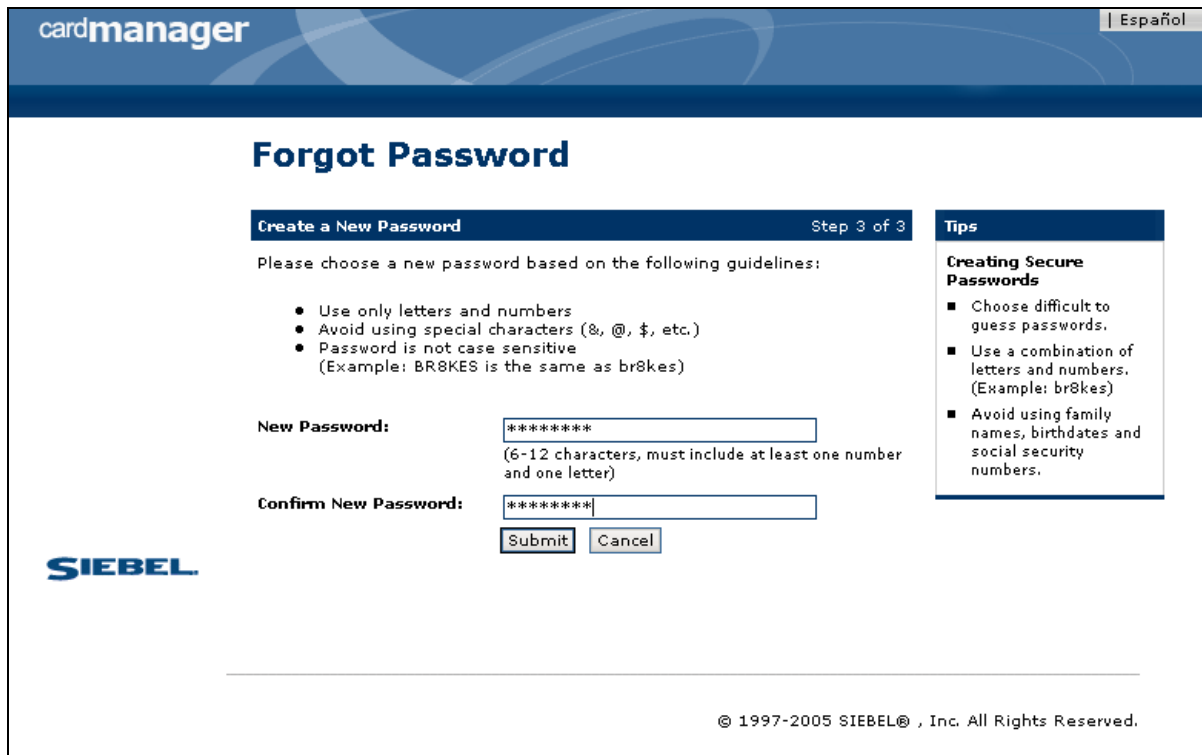 cardmanager
| Español
Forgot Password
Create a New Password Step 3 of 3
Please choose a new password based on the following guidelines:
● Use only letters and numbers
● Avoid using special characters (&, @, $, etc.)
● Password is not case sensitive
(Example: BR8KES is the same as br8kes)
New Password: ********
(6-12 characters, must include at least one number
and one letter)
Confirm New Password: ********
Submit Cancel
Tips
Creating Secure
Passwords
■ Choose difficult to
guess passwords.
■ Use a combination of
letters and numbers.
(Example: br8kes)
■ Avoid using family
names, birthdates and
social security
numbers.
SIEBEL.
© 1997-2005 SIEBEL® , Inc. All Rights Reserved.